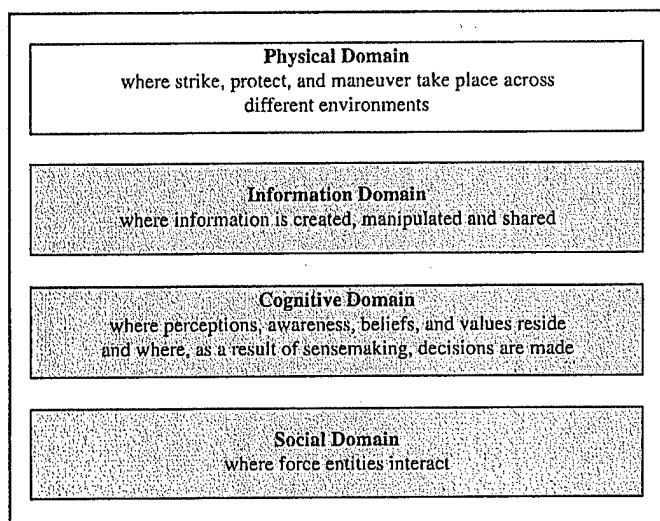 Physical Domain
where strike, protect, and maneuver take place across
different environments
Information Domain
where information is created, manipulated and shared
Cognitive Domain
where perceptions, awareness, beliefs, and values reside
and where, as a result of sensemaking, decisions are made
Social Domain
where force entities interact